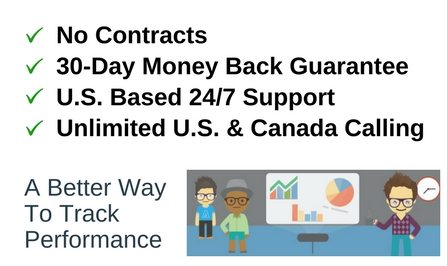 No Contracts
30-Day Money Back Guarantee
U.S. Based 24/7 Support
Unlimited U.S. & Canada Calling
A Better Way
To Track
Performance